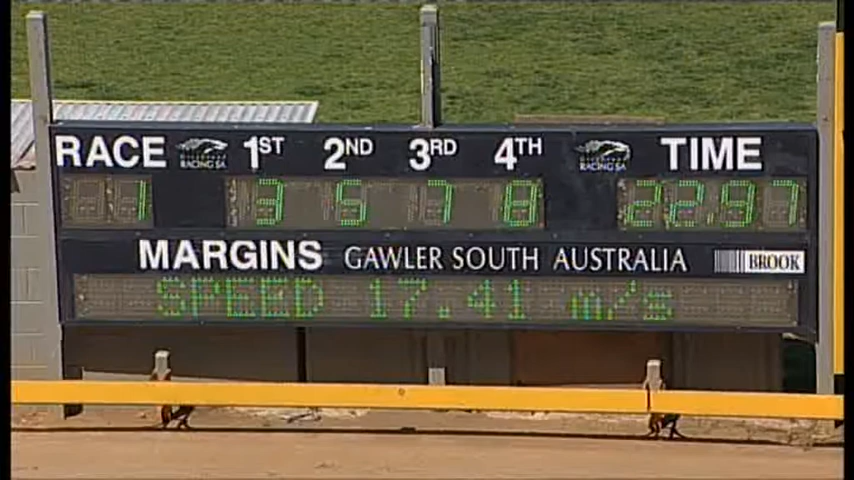 RACE 1ST 2ND 3RD 4TH TIME
1 3 5 7 8 22.97
MARGINS GAWLER SOUTH AUSTRALIA BROOK
SPEED 17.41 m/s